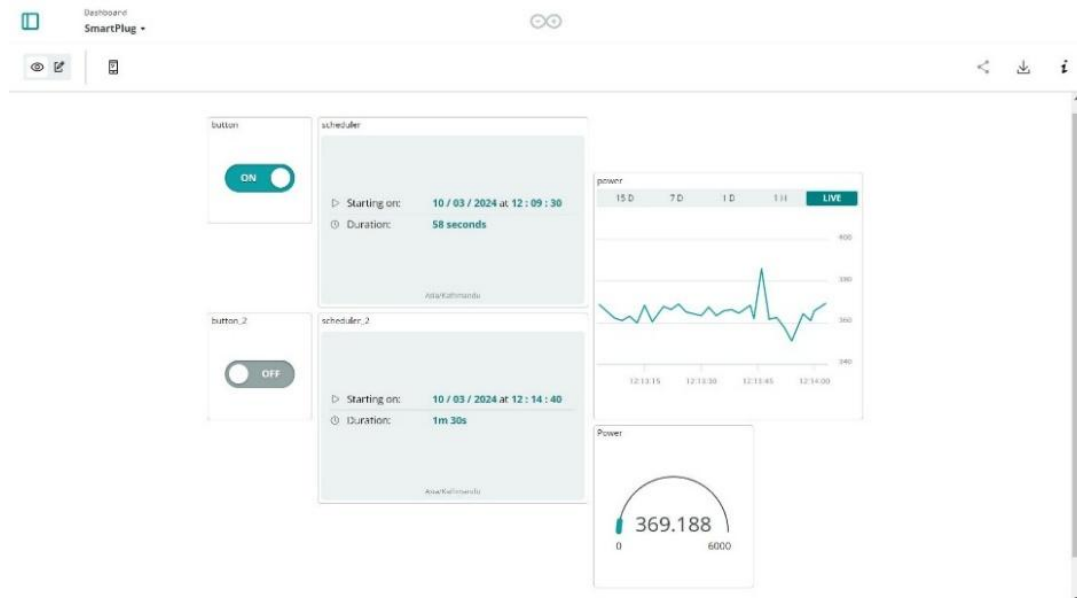 Dashboard
SmartPlug
button
ON
scheduler
Starting on: 10 / 03 / 2024 at 12 : 09 : 30
Duration: 58 seconds
Asia/Kathmandu
button_2
OFF
scheduler_2
Starting on: 10 / 03 / 2024 at 12 : 14 : 40
Duration: 1m 30s
Asia/Kathmandu
power
15 D 7 D 1 D 1 H LIVE
400
380
360
340
12:13:15 12:13:30 12:13:45 12:14:00
Power
369.188
0 6000